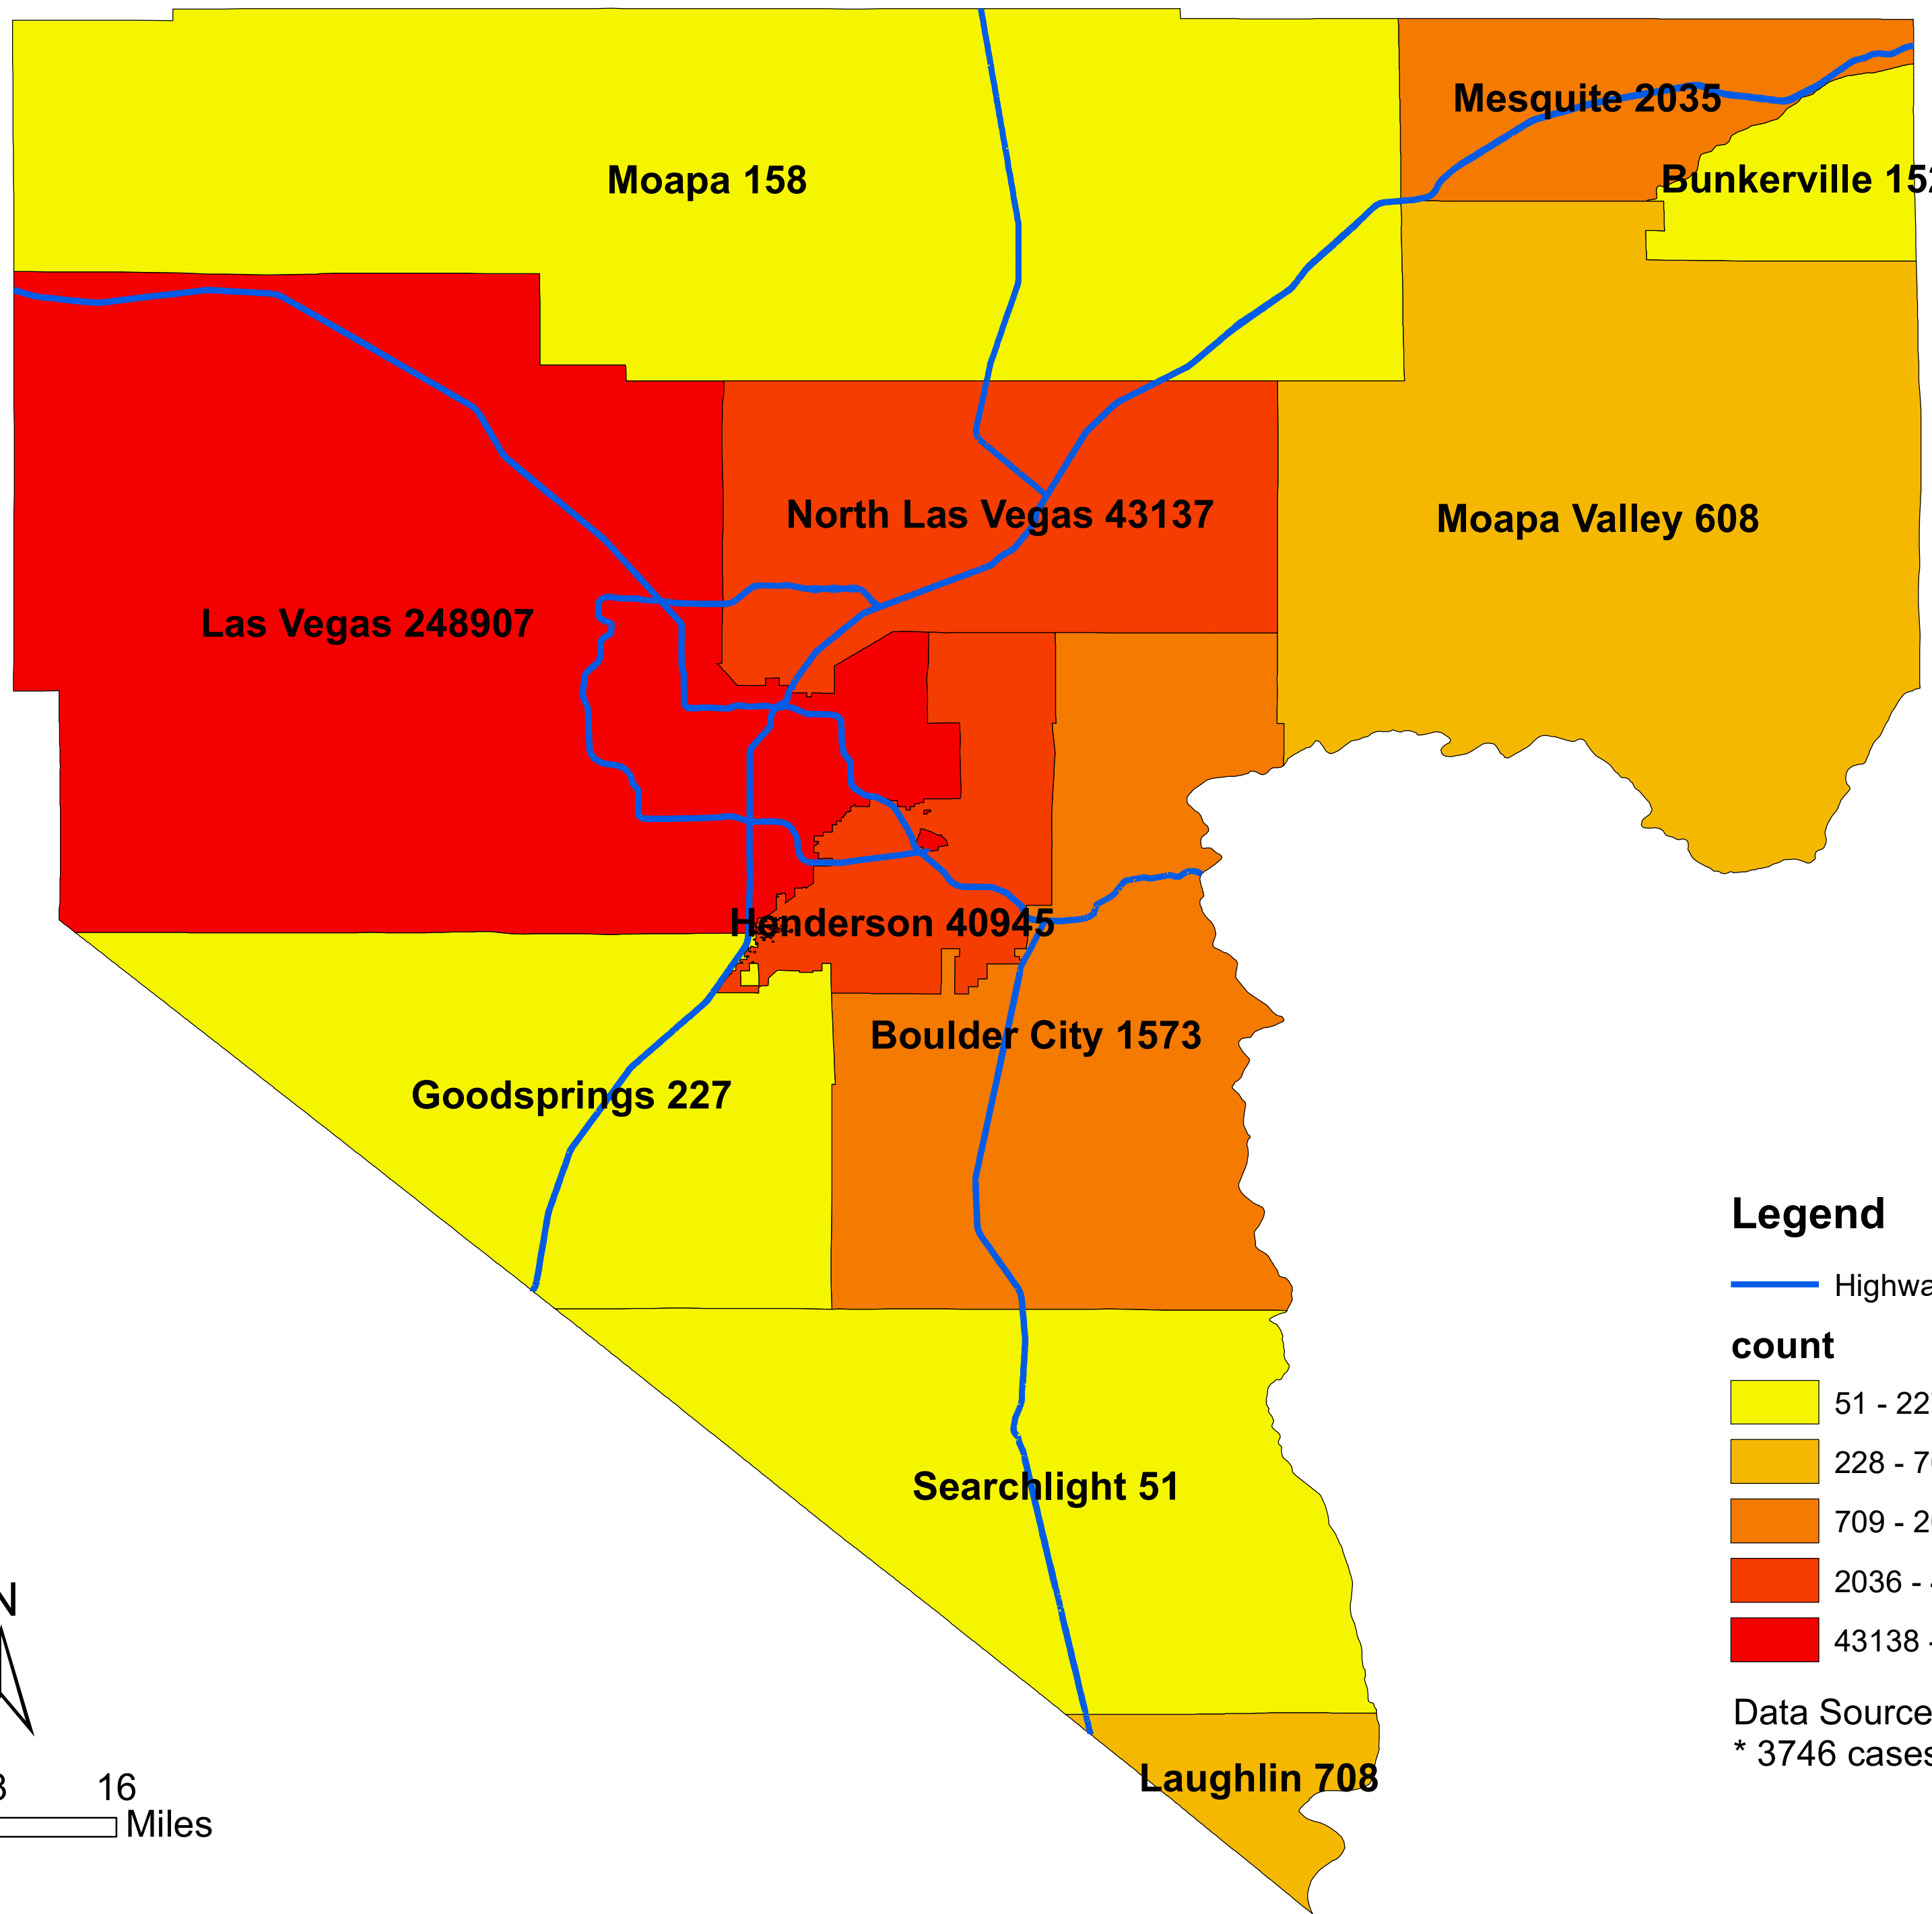 Mesquite 2035
Moapa 158
Bunkerville 152
North Las Vegas 43137
Moapa Valley 608
Las Vegas 248907
Henderson 40945
Boulder City 1573
Goodsprings 227
Legend
Highwa
count
51 - 22
228 - 7
709 - 2
Searchlight 51
2036 -
N
43138 -
Data Source
* 3746 cases
Laughlin 708
16
Miles